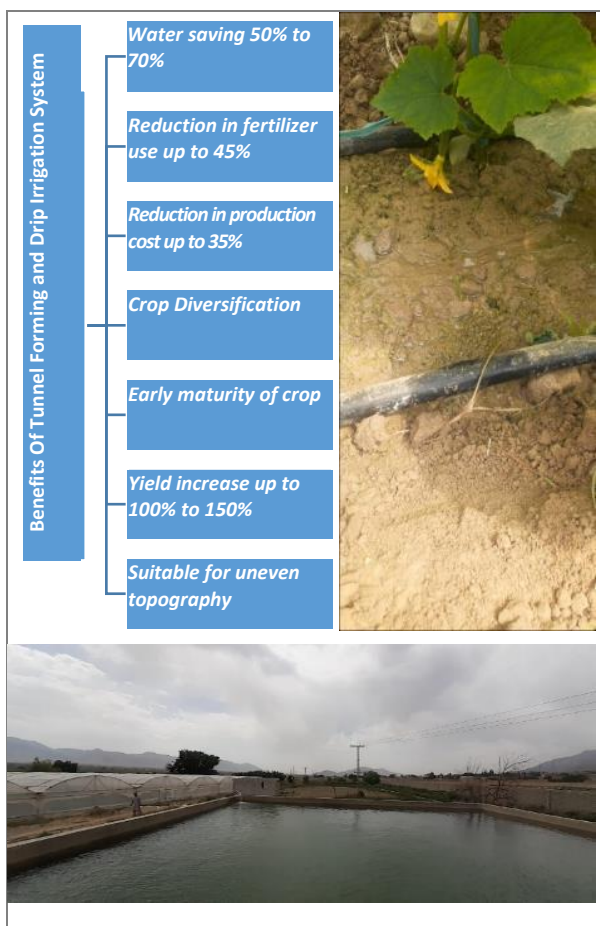 Benefits Of Tunnel Forming and Drip Irrigation System
Water saving 50% to
70%
Reduction in fertilizer
use up to 45%
Reduction in production
cost up to 35%
Crop Diversification
Early maturity of crop
Yield increase up to
100% to 150%
Suitable for uneven
topography